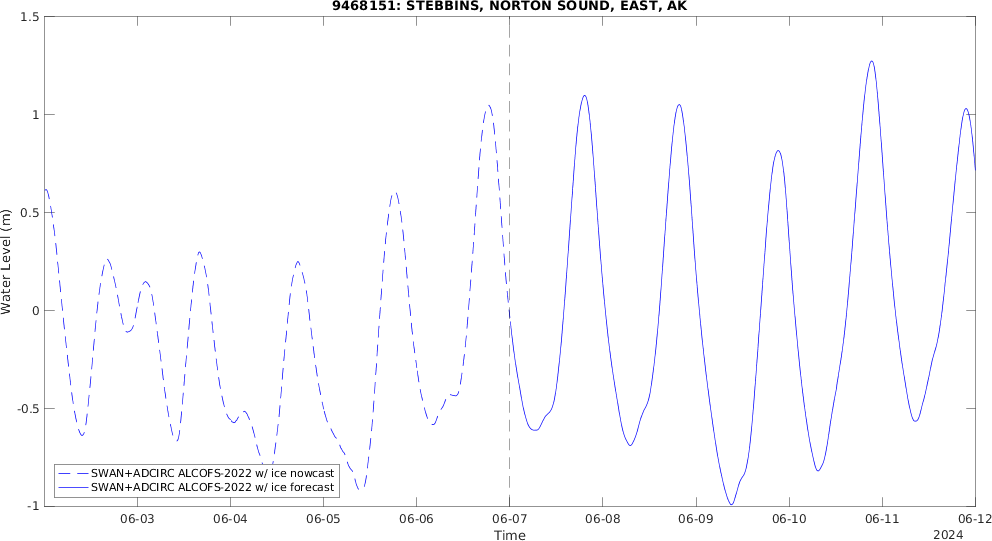 9468151: STEBBINS, NORTON SOUND, EAST, AK
1.5
1
0.5
0
-0.5
-1
Water Level (m)
SWAN+ADCIRC ALCOFS-2022 w/ ice nowcast
SWAN+ADCIRC ALCOFS-2022 w/ ice forecast
06-03 06-04 06-05 06-06 06-07 06-08 06-09 06-10 06-11 06-12
Time
2024